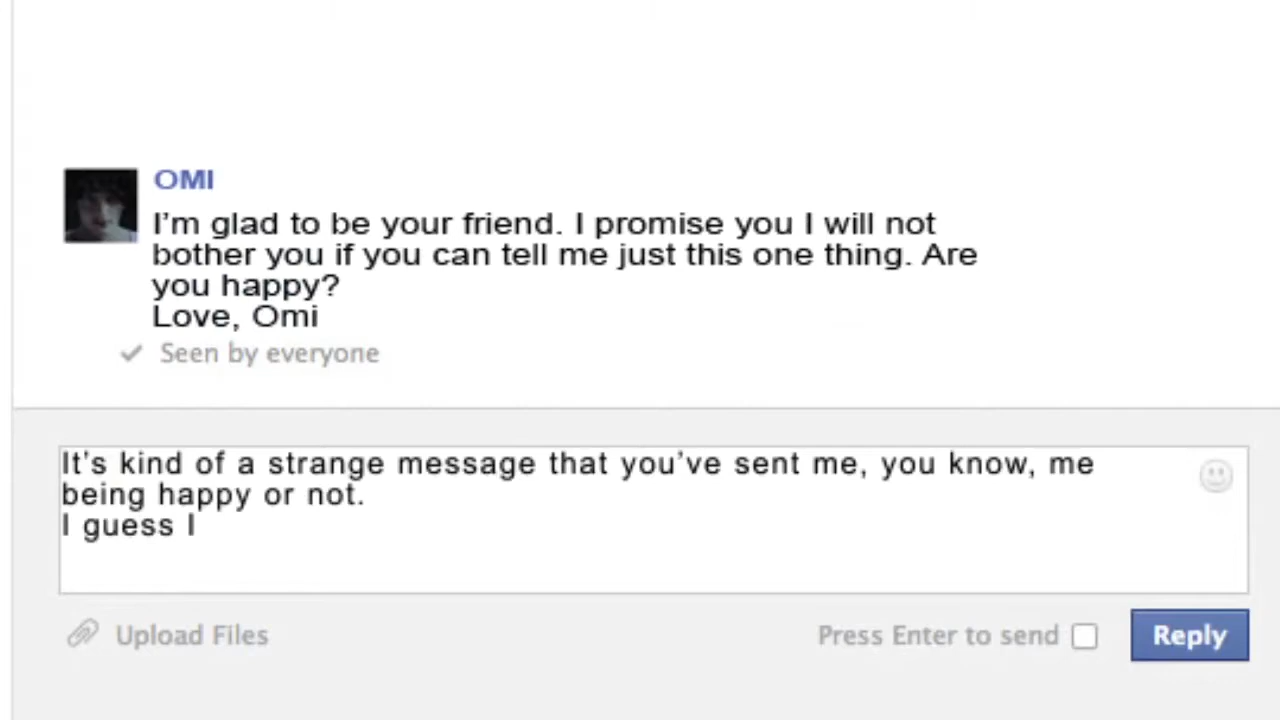 OMI
I'm glad to be your friend. I promise you I will not
bother you if you can tell me just this one thing. Are
you happy?
Love, Omi
Seen by everyone
It's kind of a strange message that you've sent me, you know, me
being happy or not.
I guess I
Upload Files
Press Enter to send
Reply